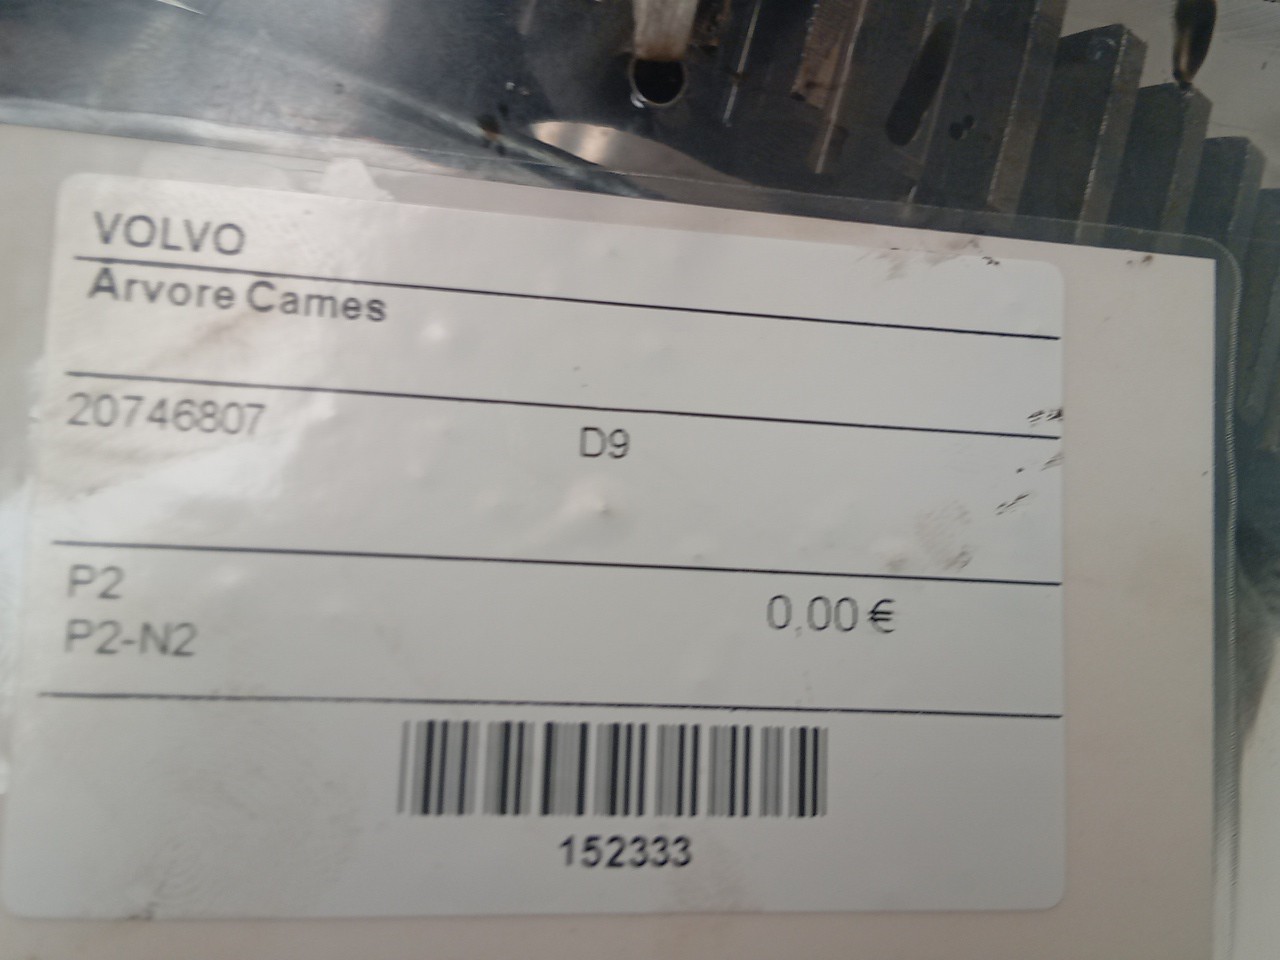 VOLVO
Árvore Cames
20746807 D9
P2
0,00€
P2-N2
152333